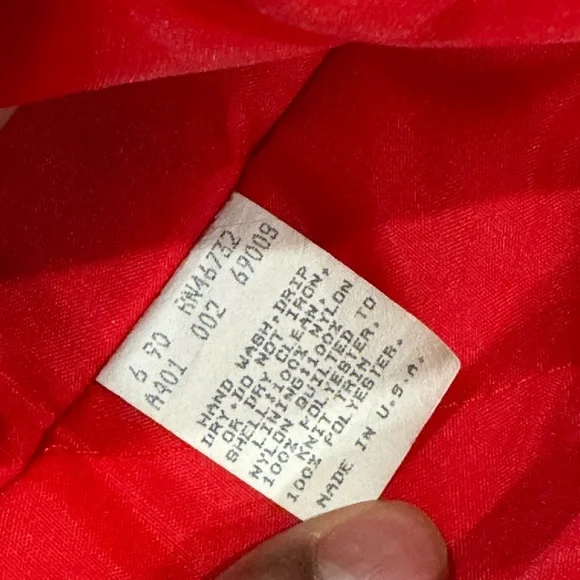 6 90 RN46732
A401 002 69009
HAND WASH. DRIP
DRY. DO NOT IRON.
OR DRY CLEAN.
SHELL:100% NYLON
LINING:100%
NYLON QUILTED TO
100% POLYESTER.
KNIT TRIM
100% POLYESTER.
MADE IN U.S.A.